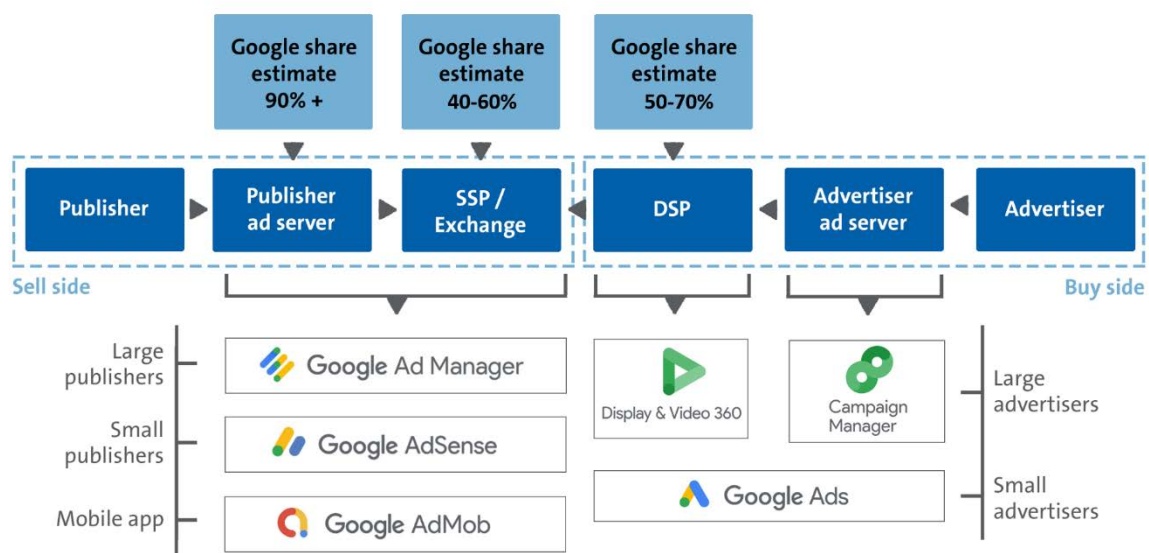 Google share
estimate
90% +
Google share
estimate
40-60%
Google share
estimate
50-70%
Publisher
Publisher
ad server
SSP /
Exchange
DSP
Advertiser
ad server
Advertiser
Sell side
Buy side
Large
publishers
Google Ad Manager
Display & Video 360
Campaign
Manager
Large
advertisers
Small
publishers
Google AdSense
Google Ads
Small
advertisers
Mobile app
Google AdMob